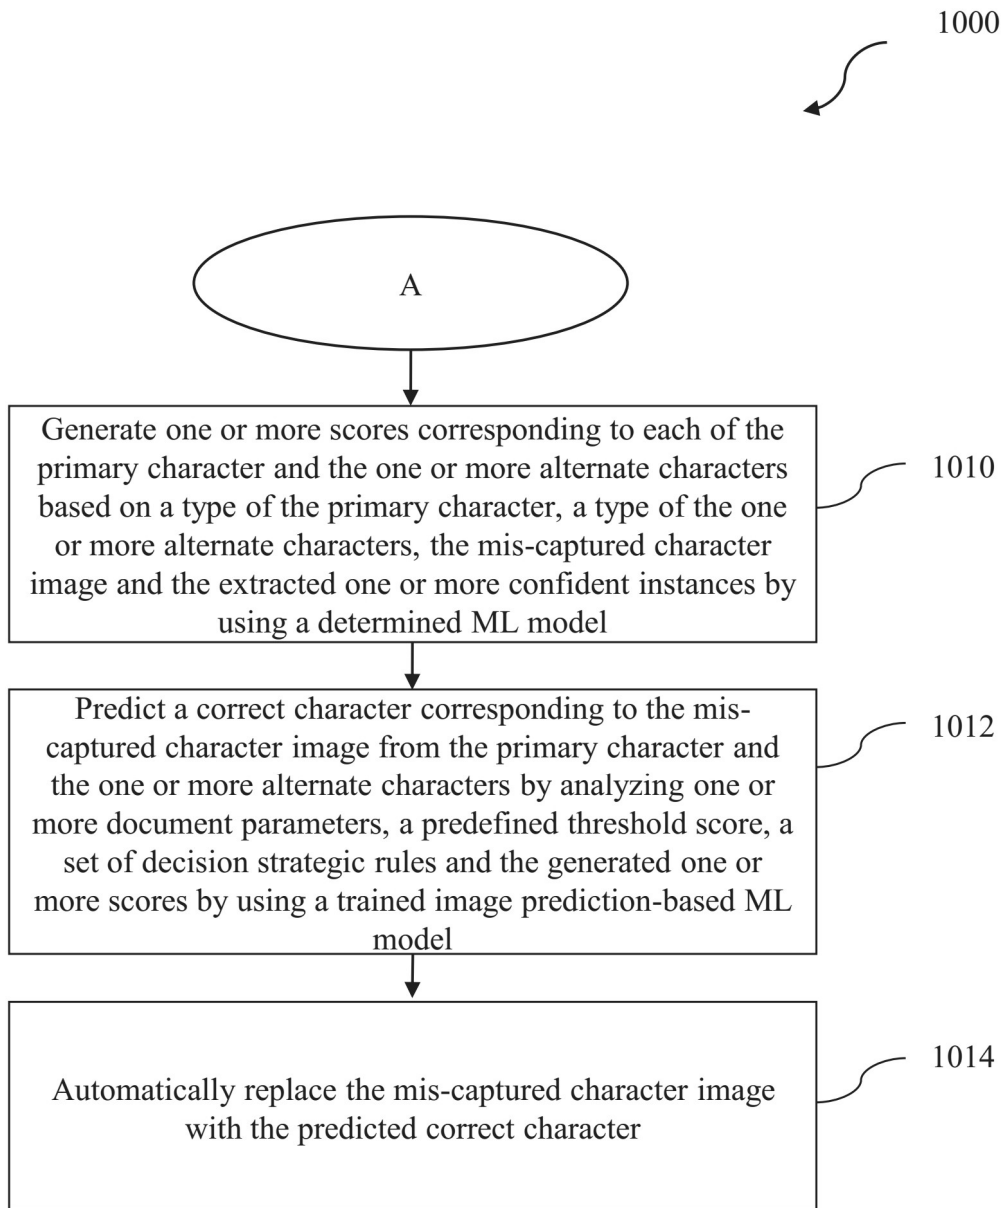 1000
A
Generate one or more scores corresponding to each of the
primary character and the one or more alternate characters
based on a type of the primary character, a type of the one
or more alternate characters, the mis-captured character
image and the extracted one or more confident instances by
using a determined ML model
1010
Predict a correct character corresponding to the mis-
captured character image from the primary character and
the one or more alternate characters by analyzing one or
more document parameters, a predefined threshold score, a
set of decision strategic rules and the generated one or
more scores by using a trained image prediction-based ML
model
1012
Automatically replace the mis-captured character image
with the predicted correct character
1014